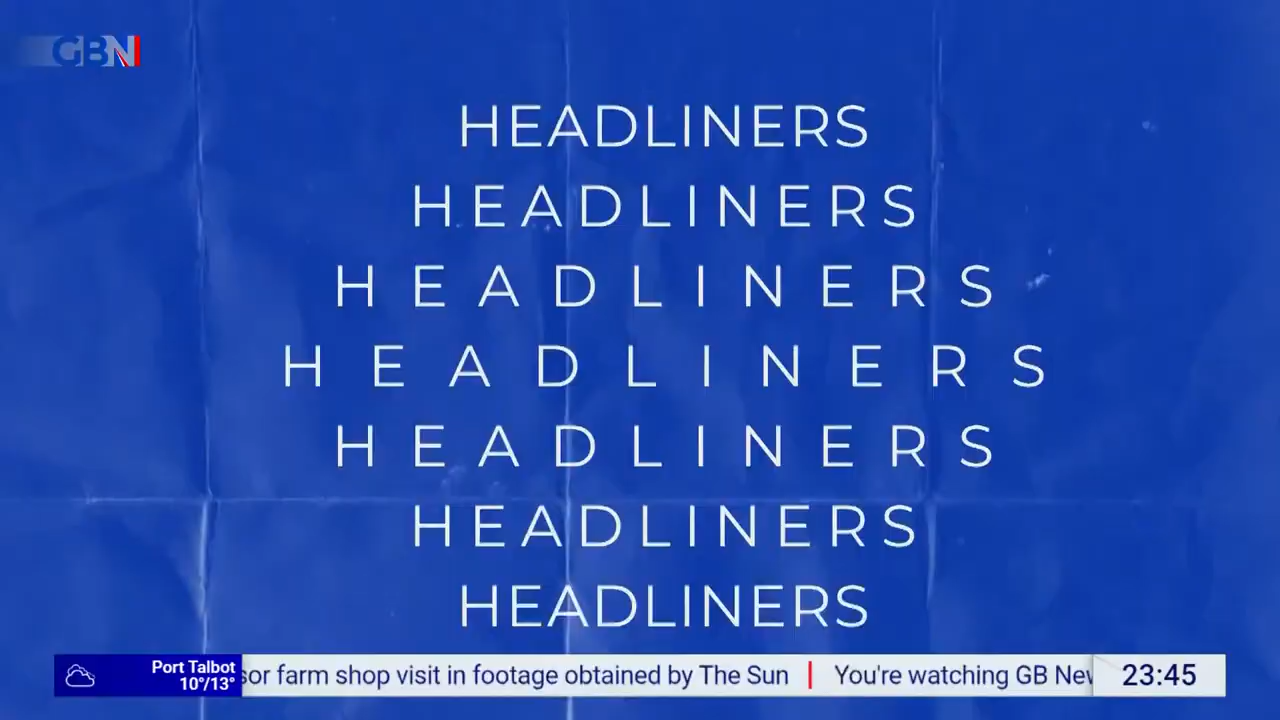 GBN
HEADLINERS
HEADLINERS
HEADLINERS
HEADLINERS
HEADLINERS
HEADLINERS
HEADLINERS
Port Talbot
10°/13°
sor farm shop visit in footage obtained by The Sun | You're watching GB New
23:45